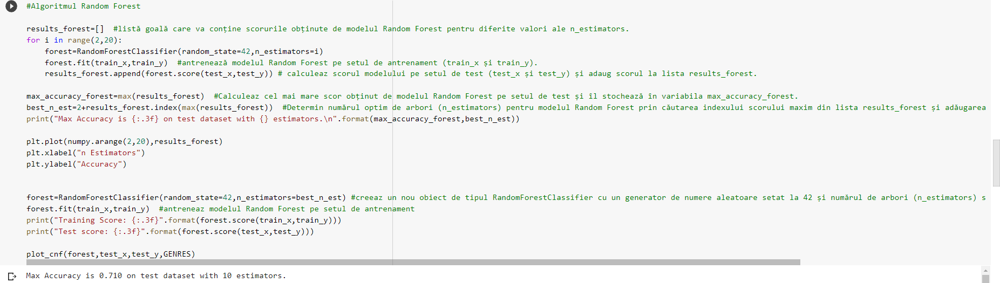 #Algoritmul Random Forest
results_forest=[]  #listă goală care va conține scorurile obținute de modelul Random Forest pentru diferite valori ale n_estimators.
for i in range(2,20):
    forest=RandomForestClassifier(random_state=42,n_estimators=i)
    forest.fit(train_x,train_y)  #antrenează modelul Random Forest pe setul de antrenament (train_x și train_y).
    results_forest.append(forest.score(test_x,test_y)) # calculeaz scorul modelului pe setul de test (test_x și test_y) și adaug scorul la lista results_forest.
max_accuracy_forest=max(results_forest)  #Calculeaz cel mai mare scor obținut de modelul Random Forest pe setul de test și îl stochează în variabila max_accuracy_forest.
best_n_est=2+results_forest.index(max(results_forest))  #Determin numărul optim de arbori (n_estimators) pentru modelul Random Forest prin căutarea indexului scorului maxim din lista results_forest și adăugarea
print("Max Accuracy is {:.3f} on test dataset with {} estimators.\n".format(max_accuracy_forest,best_n_est))
plt.plot(numpy.arange(2,20),results_forest)
plt.xlabel("n Estimators")
plt.ylabel("Accuracy")
forest=RandomForestClassifier(random_state=42,n_estimators=best_n_est) #creeaz un nou obiect de tipul RandomForestClassifier cu un generator de numere aleatoare setat la 42 și numărul de arbori (n_estimators) s
forest.fit(train_x,train_y)  #antreneaz modelul Random Forest pe setul de antrenament
print("Training Score: {:.3f}".format(forest.score(train_x,train_y)))
print("Test score: {:.3f}".format(forest.score(test_x,test_y)))
plot_cnf(forest,test_x,test_y,GENRES)
Max Accuracy is 0.710 on test dataset with 10 estimators.